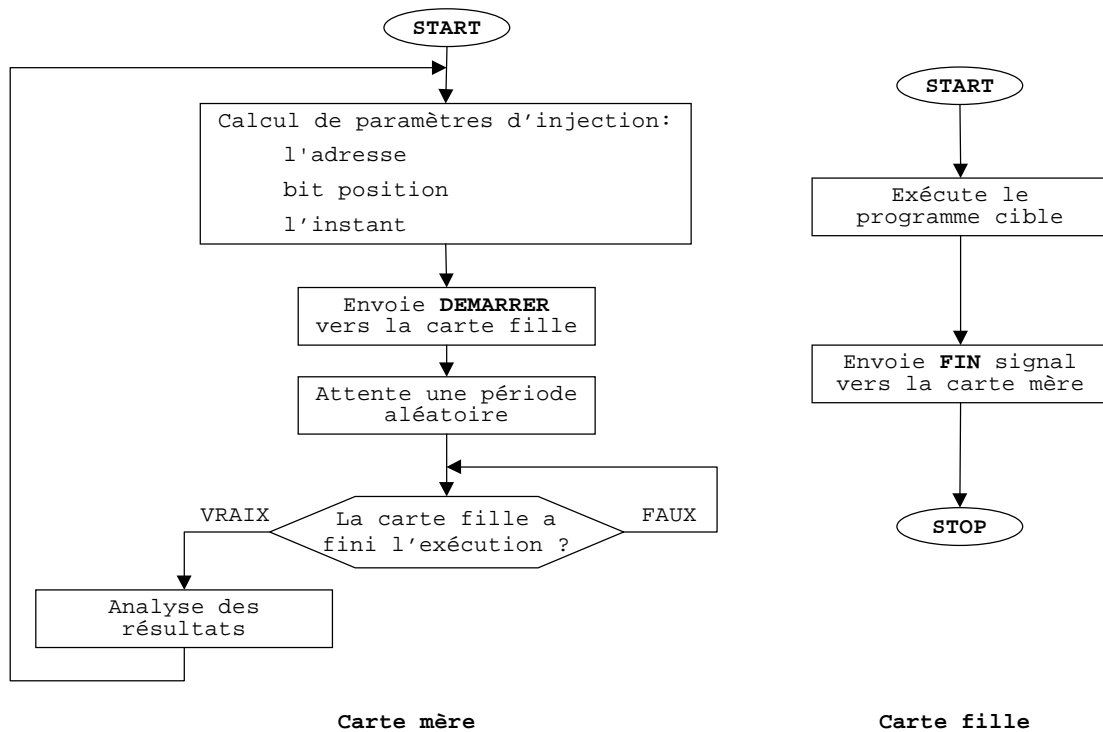 START
Calcul de paramètres d’injection:
l'adresse
bit position
l’instant
Envoie DEMARRER
vers la carte fille
Attente une période
aléatoire
VRAIX
La carte fille a
fini l’exécution ?
FAUX
Analyse des
résultats
Carte mère
START
Exécute le
programme cible
Envoie FIN signal
vers la carte mère
STOP
Carte fille